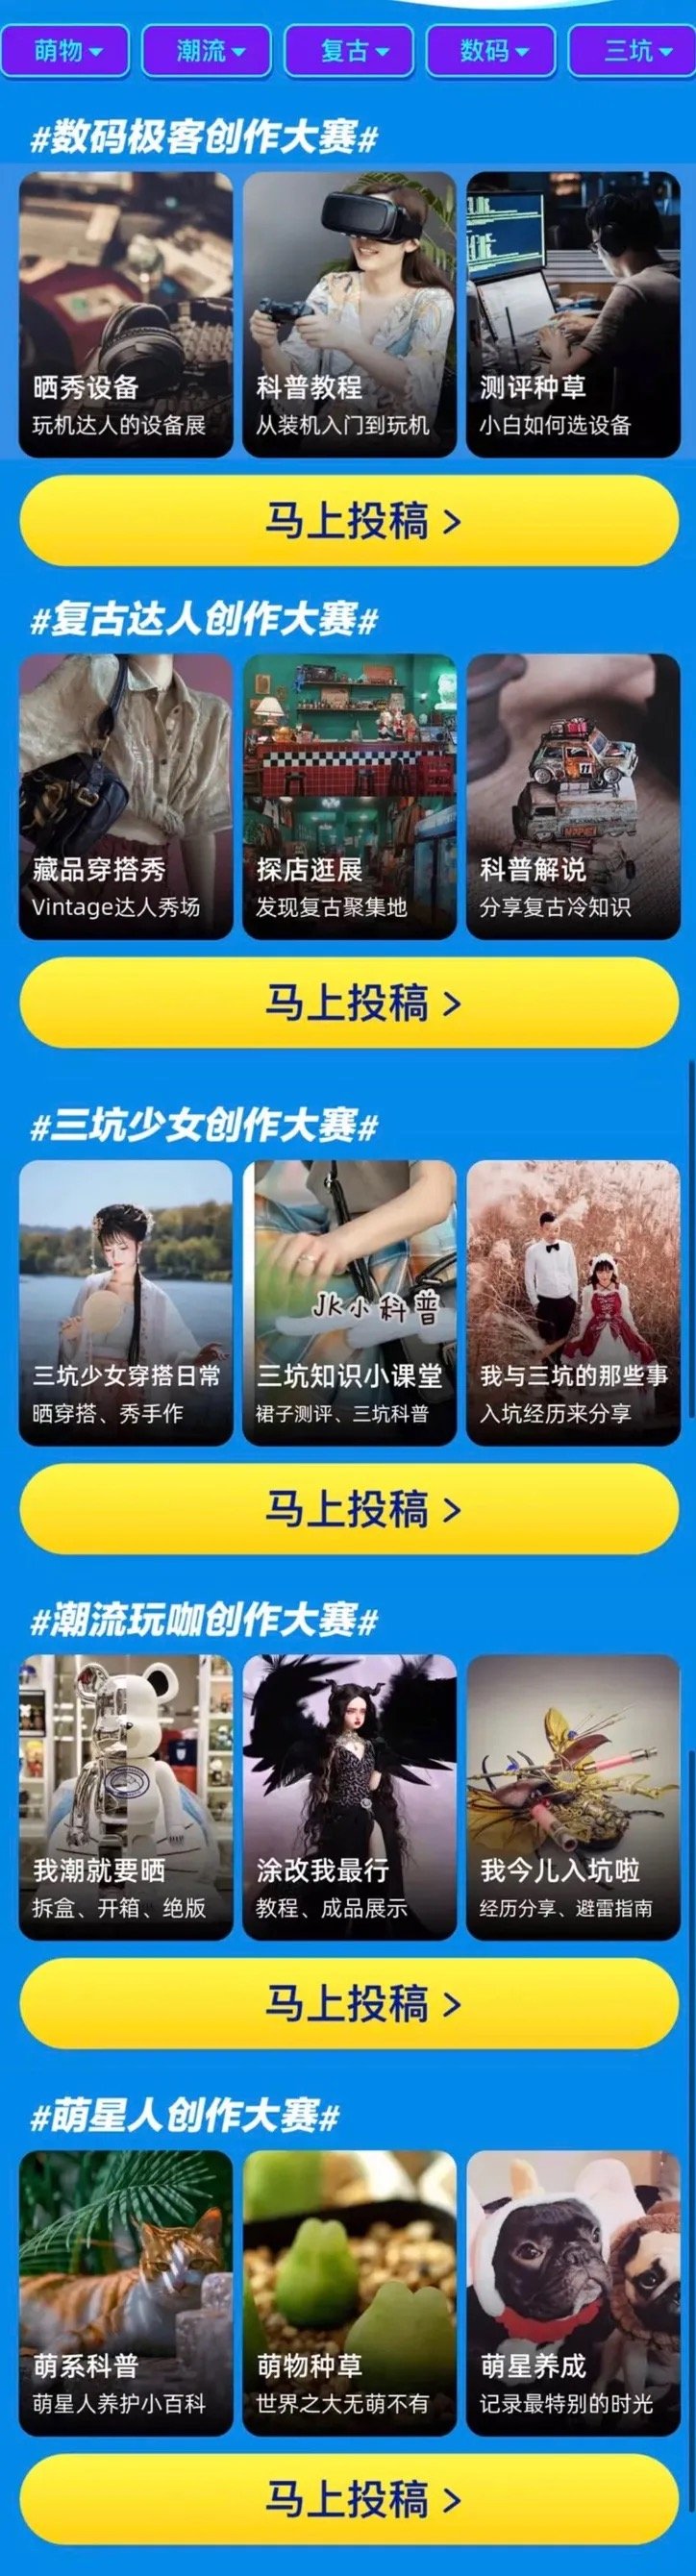 萌物
潮流
复古
数码
三坑
#数码极客创作大赛#
晒秀设备
玩机达人的设备展
科普教程
从装机入门到玩机
测评种草
小白如何选设备
马上投稿 >
#复古达人创作大赛#
藏品穿搭秀
Vintage达人秀场
探店逛展
发现复古聚集地
科普解说
分享复古冷知识
马上投稿 >
#三坑少女创作大赛#
三坑少女穿搭日常
晒穿搭、秀手作
JK小科普
三坑知识小课堂
裙子测评、三坑科普
我与三坑的那些事
入坑经历来分享
马上投稿 >
#潮流玩咖创作大赛#
我潮就要晒
拆盒、开箱、绝版
涂改我最行
教程、成品展示
我今儿入坑啦
经历分享、避雷指南
马上投稿 >
#萌星人创作大赛#
萌系科普
萌星人养护小百科
萌物种草
世界之大无萌不有
萌星养成
记录最特别的时光
马上投稿 >